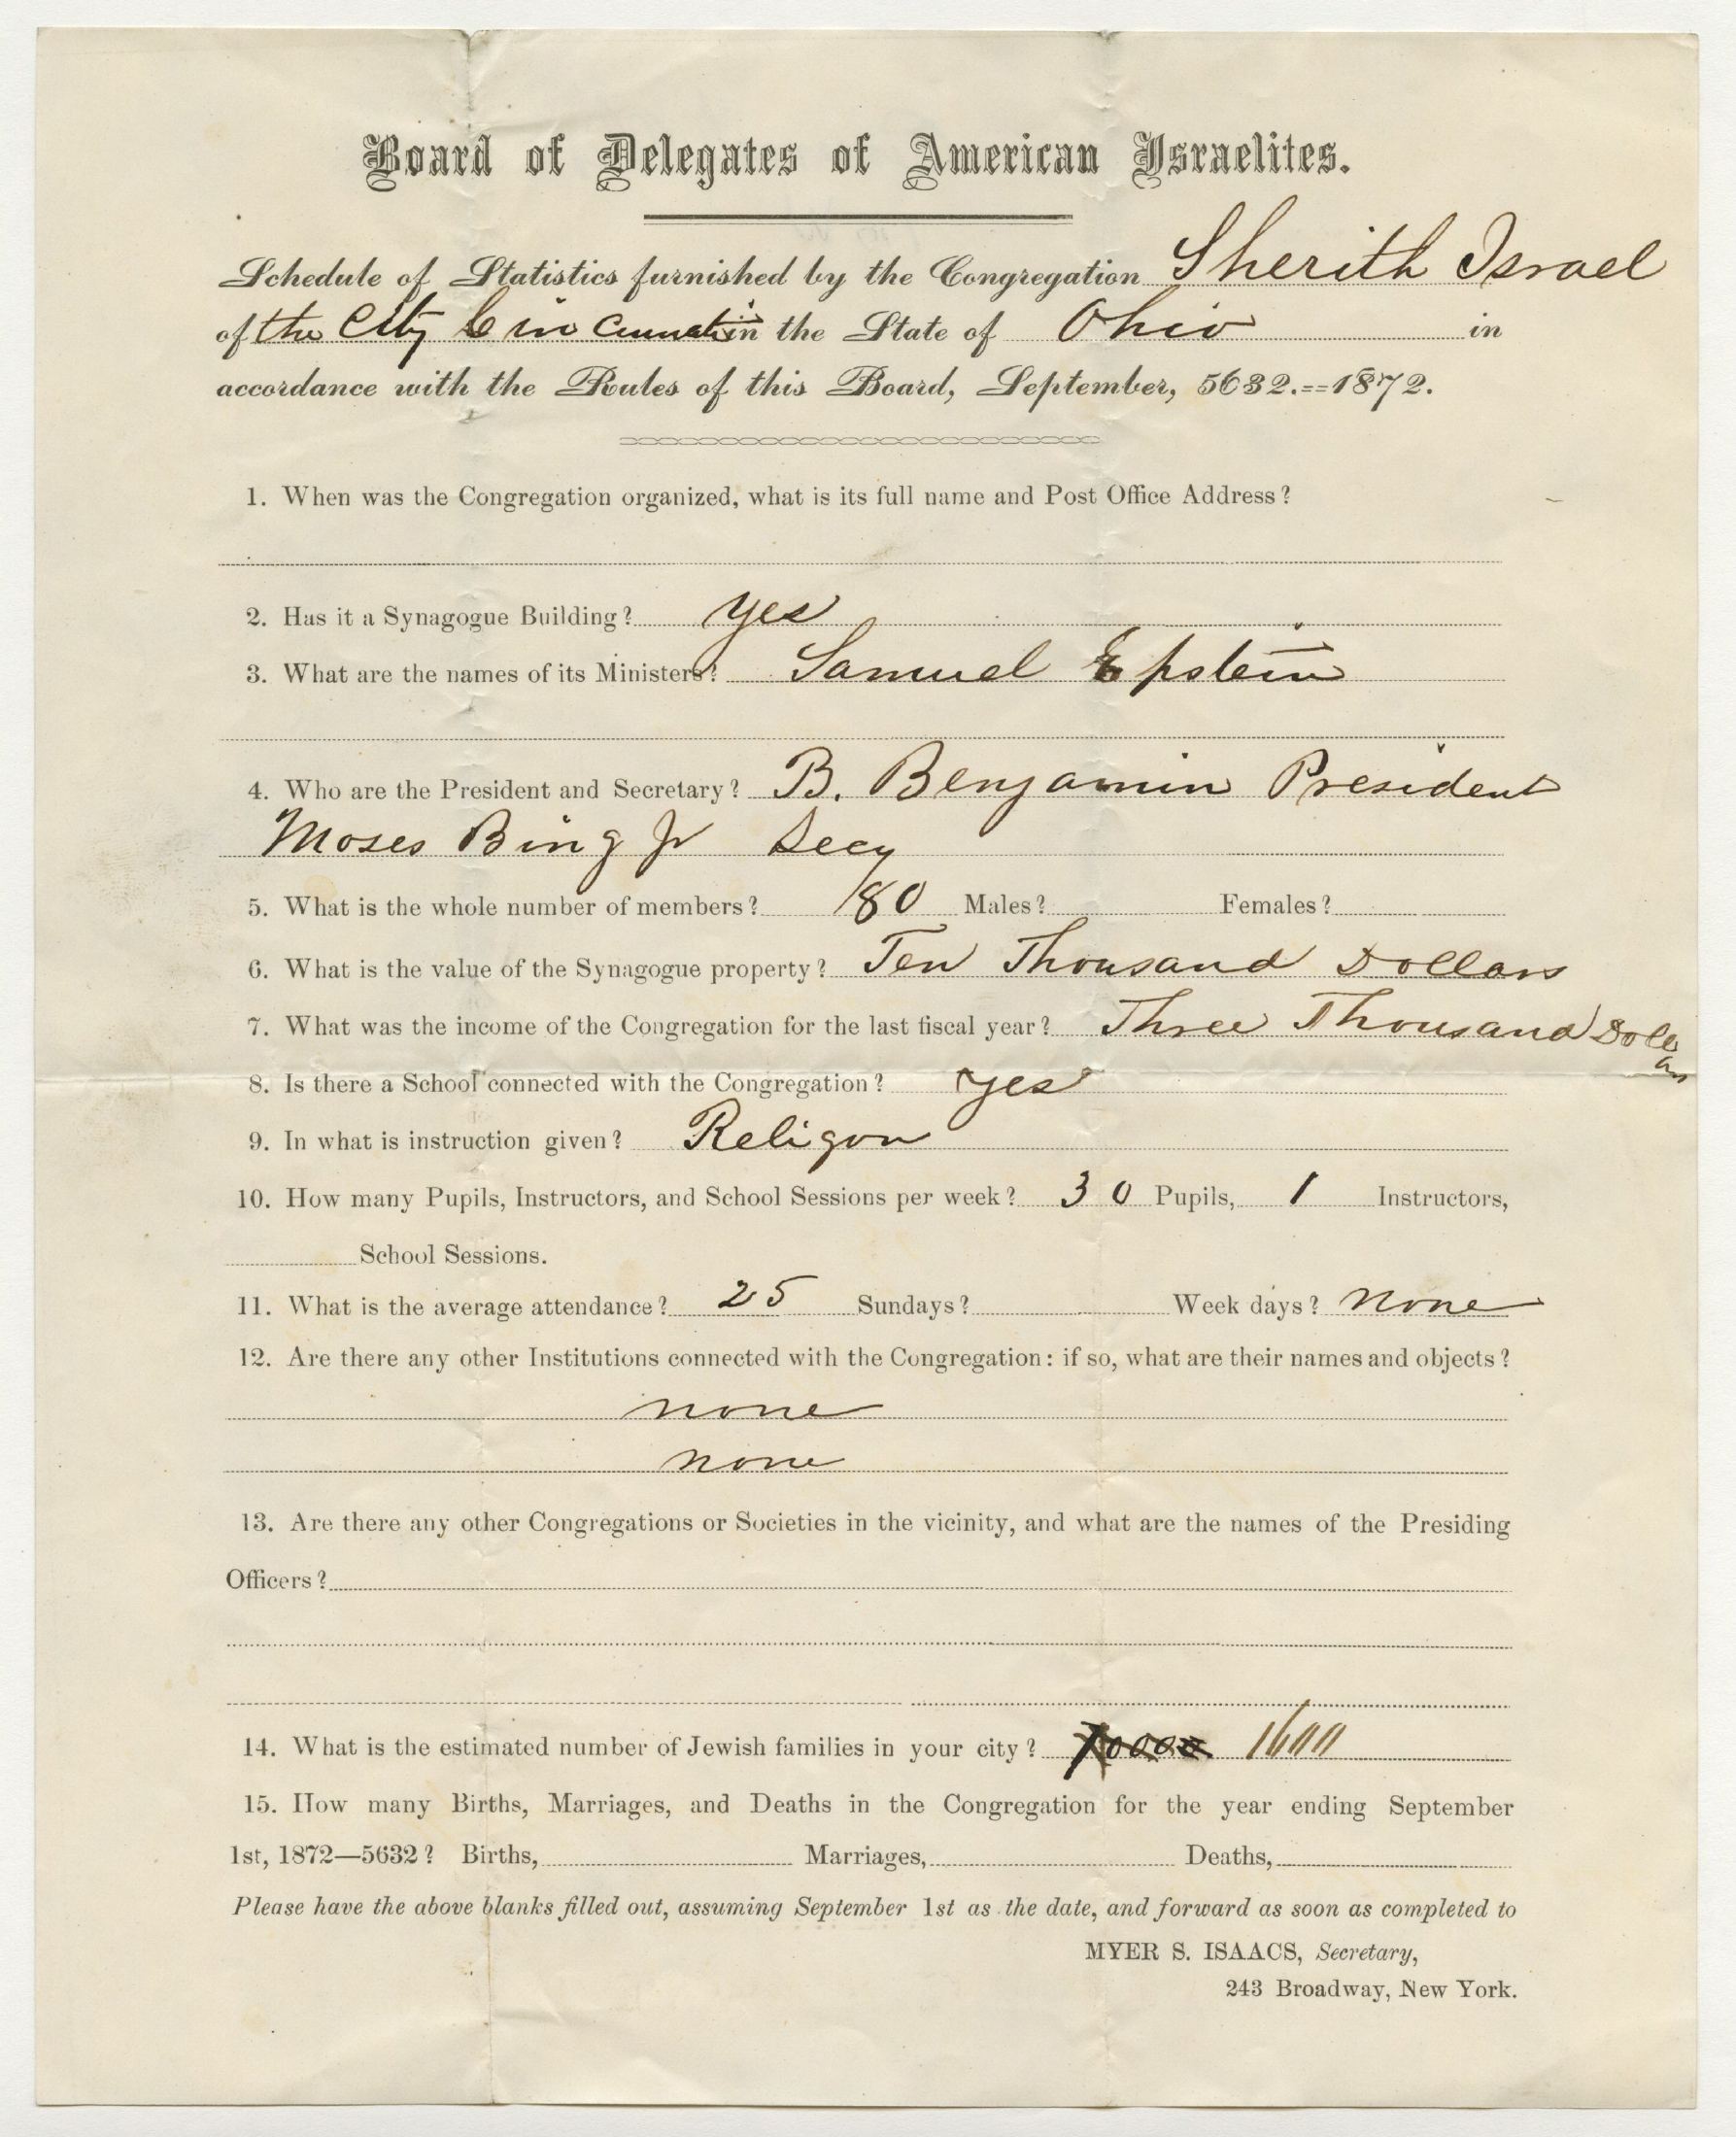 Board of Delegates of American Israelites.
Schedule of Statistics furnished by the Congregation Sherith Israel
of the City Cincinnati in the State of Ohio in
accordance with the Rules of this Board, September, 5632.==1872.
1. When was the Congregation organized, what is its full name and Post Office Address?
2. Has it a Synagogue Building? yes
3. What are the names of its Ministers? Samuel Epstein
4. Who are the President and Secretary? B. Benjamin President
Moses Bing Jr Secy
5. What is the whole number of members? 80 Males? Females?
6. What is the value of the Synagogue property? Ten Thousand Dollars
7. What was the income of the Congregation for the last fiscal year? Three Thousand Dollars
8. Is there a School connected with the Congregation? yes
9. In what is instruction given? Religon
10. How many Pupils, Instructors, and School Sessions per week? 30 Pupils, 1 Instructors,
School Sessions.
11. What is the average attendance? 25 Sundays? Week days? none
12. Are there any other Institutions connected with the Congregation: if so, what are their names and objects?
none
none
13. Are there any other Congregations or Societies in the vicinity, and what are the names of the Presiding
Officers?
14. What is the estimated number of Jewish families in your city? 1600
15. How many Births, Marriages, and Deaths in the Congregation for the year ending September
1st, 1872—5632? Births, Marriages, Deaths,
Please have the above blanks filled out, assuming September 1st as the date, and forward as soon as completed to
MYER S. ISAACS, Secretary,
243 Broadway, New York.